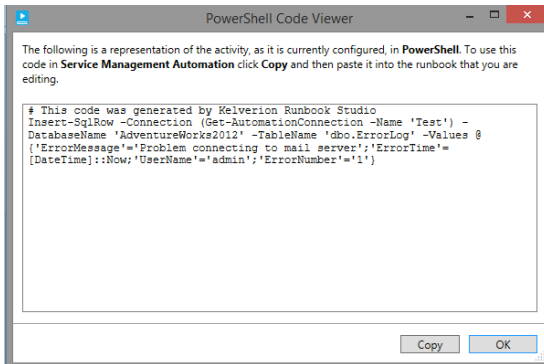 PowerShell Code Viewer
The following is a representation of the activity, as it is currently configured, in PowerShell. To use this
code in Service Management Automation click Copy and then paste it into the runbook that you are
editing.
# This code was generated by Kelverion Runbook Studio
Insert-SqlRow -Connection (Get-AutomationConnection -Name 'Test') -
DatabaseName 'AdventureWorks2012' -TableName 'dbo.ErrorLog' -Values @
{'ErrorMessage'='Problem connecting to mail server';'ErrorTime'=
[DateTime]::Now;'UserName'='admin';'ErrorNumber'='1'}
Copy
OK